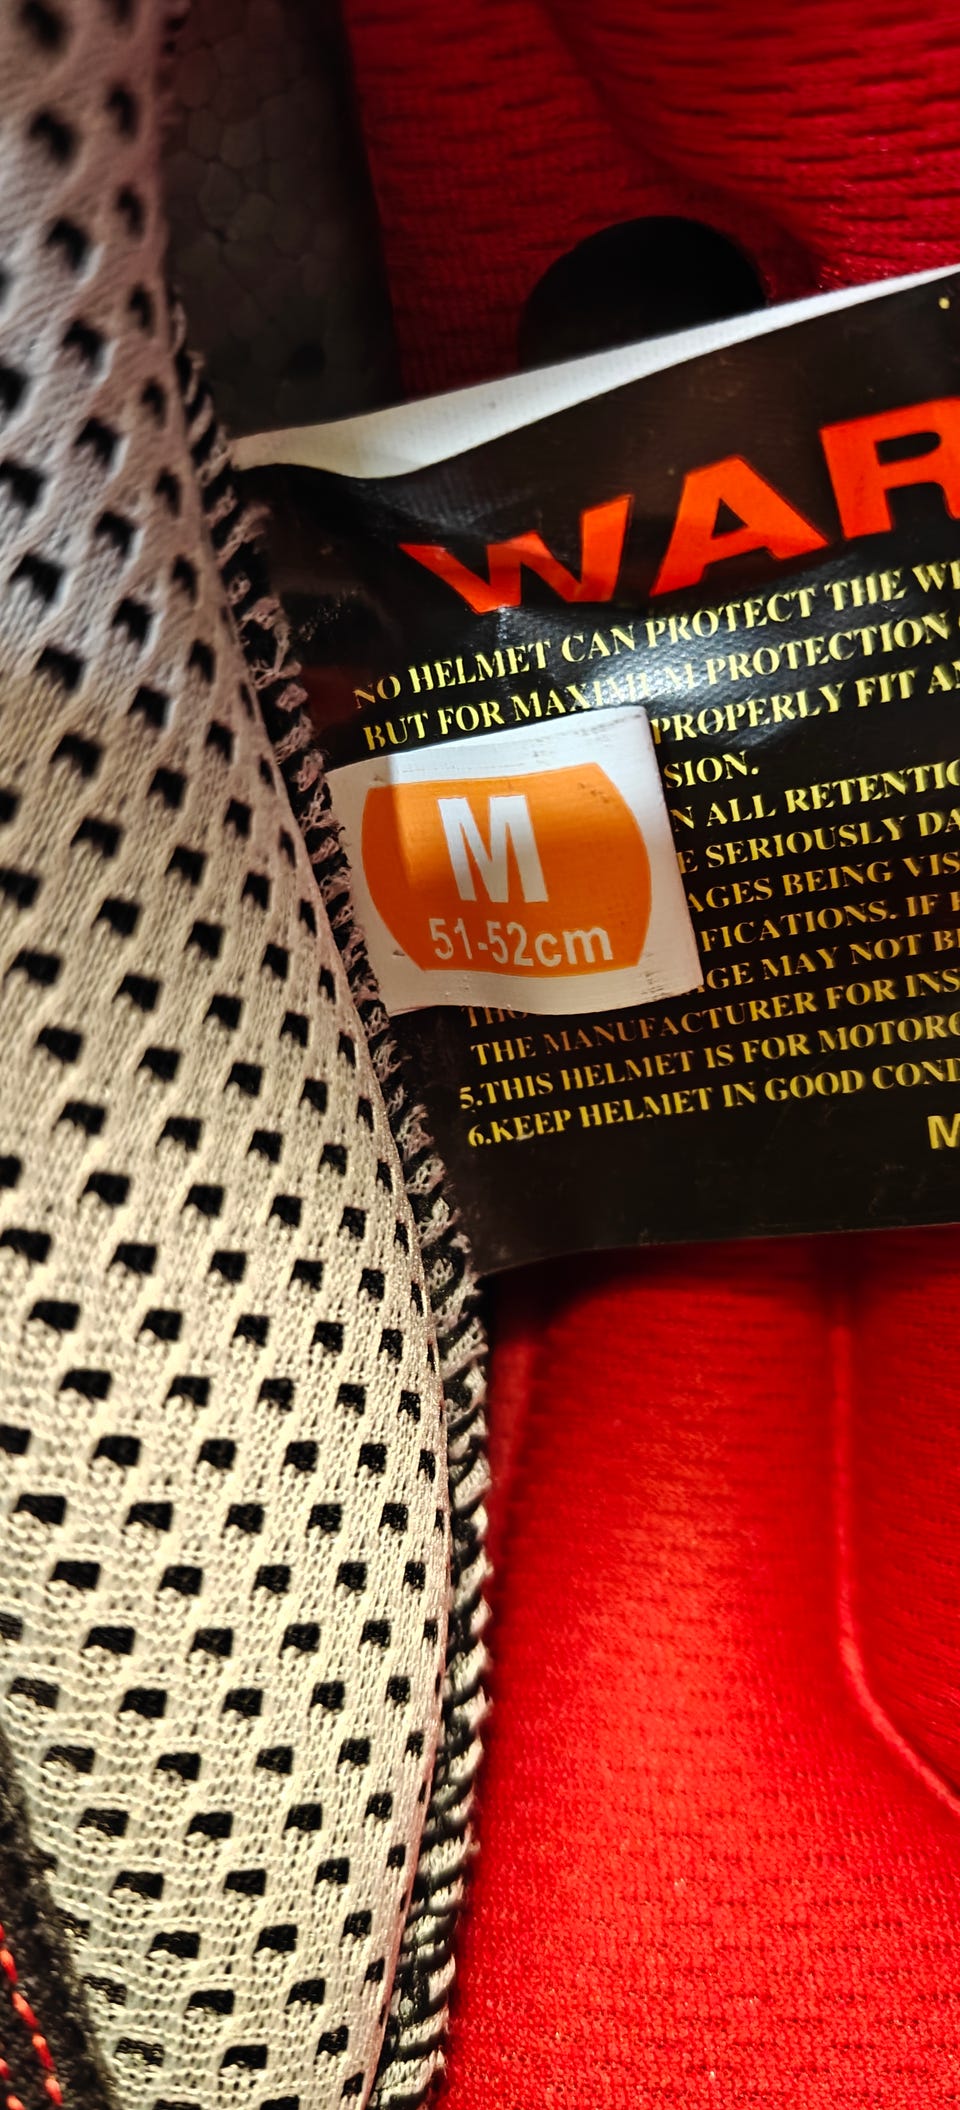 WAR
NO HELMET CAN PROTECT THE
BUT FOR MAXIMUM PROTECTION
PROPERLY FIT
SION.
M
51-52cm
N ALL RETENTIO
E SERIOUSLY DA
AGES BEING VIS
FICATIONS. IF
GE MAY NOT B
THE MANUFACTURER FOR INS
5.THIS HELMET IS FOR MOTORC
6.KEEP HELMET IN GOOD COND
M